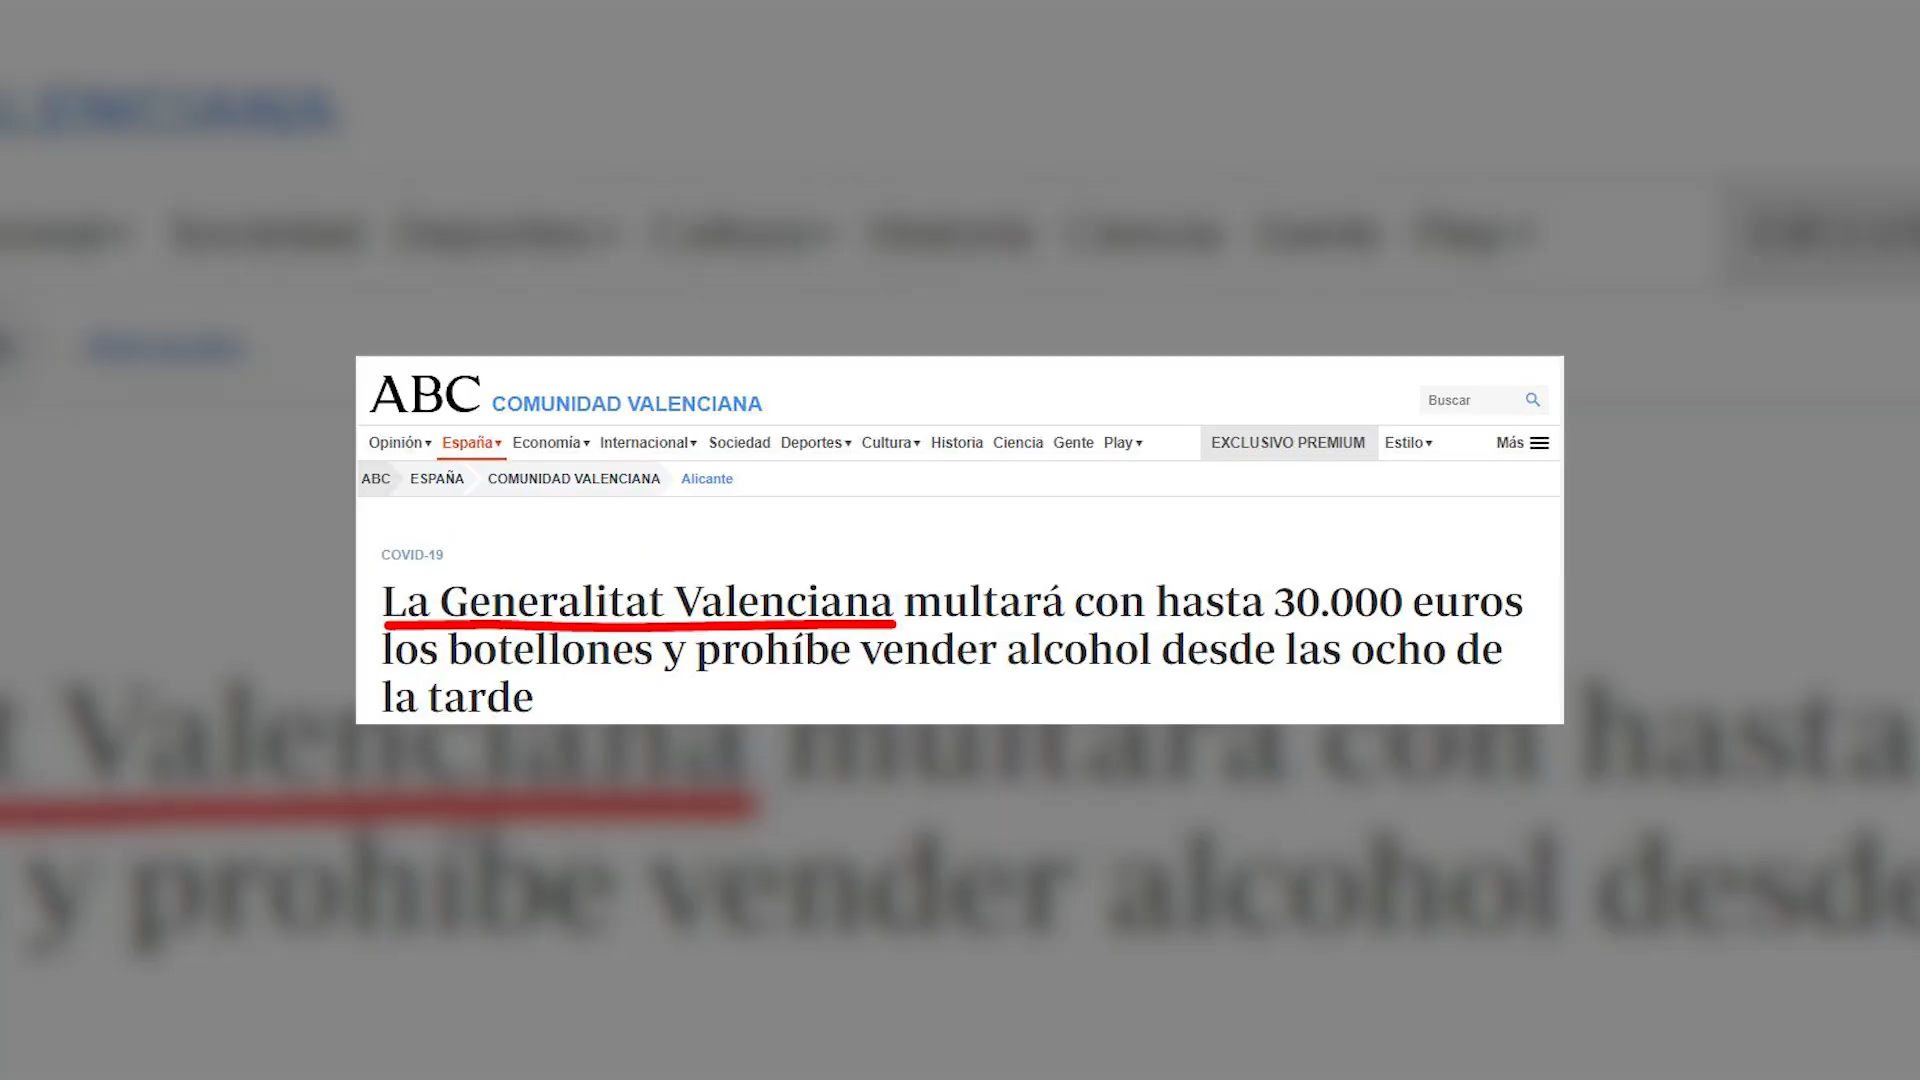 ABC COMUNIDAD VALENCIANA
Buscar
Opinión España Economía Internacional Sociedad Deportes Cultura Historia Ciencia Gente Play EXCLUSIVO PREMIUM Estilo Más
ABC ESPAÑA COMUNIDAD VALENCIANA Alicante
COVID-19
La Generalitat Valenciana multará con hasta 30.000 euros
los botellones y prohíbe vender alcohol desde las ocho de
la tarde